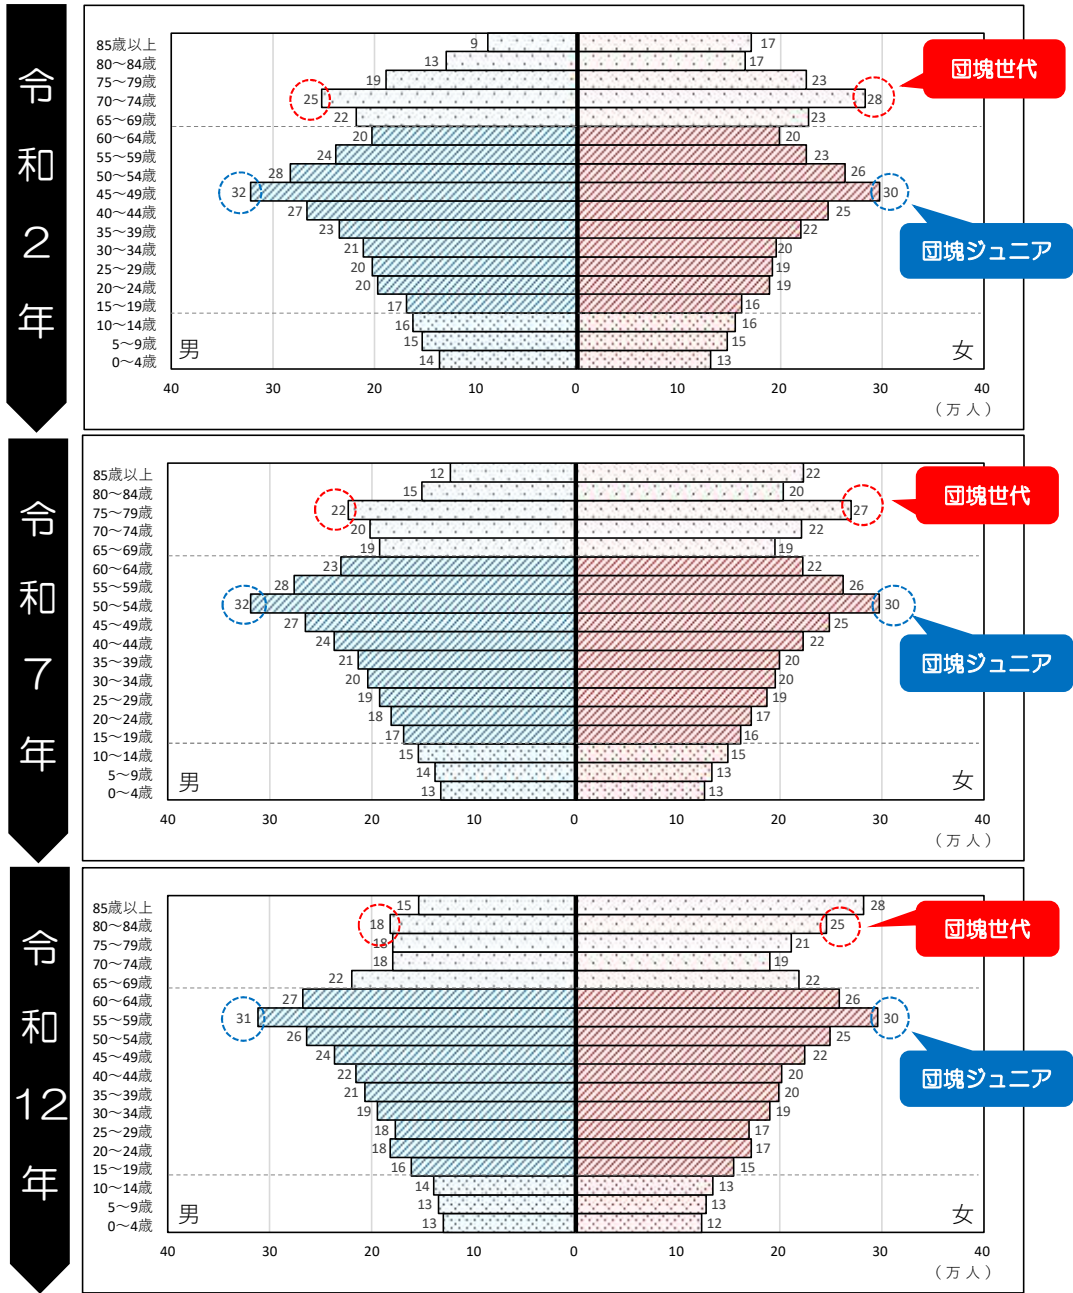 令和2年
85歳以上 9 17
80〜84歳 13 17
75〜79歳 19 23
70〜74歳 25 28
65〜69歳 22 23
60〜64歳 20 20
55〜59歳 24 23
50〜54歳 28 26
45〜49歳 32 30
40〜44歳 27 25
35〜39歳 23 22
30〜34歳 21 20
25〜29歳 20 19
20〜24歳 20 19
15〜19歳 17 16
10〜14歳 16 16
5〜9歳 15 15
0〜4歳 14 13
男 女
40 30 20 10 0 10 20 30 40
（万人）
団塊世代
団塊ジュニア
令和7年
85歳以上 12 22
80〜84歳 15 20
75〜79歳 22 27
70〜74歳 20 22
65〜69歳 19 19
60〜64歳 23 22
55〜59歳 28 26
50〜54歳 32 30
45〜49歳 27 25
40〜44歳 24 22
35〜39歳 21 20
30〜34歳 20 20
25〜29歳 19 19
20〜24歳 18 17
15〜19歳 17 16
10〜14歳 15 15
5〜9歳 14 13
0〜4歳 13 13
男 女
40 30 20 10 0 10 20 30 40
（万人）
団塊世代
団塊ジュニア
令和12年
85歳以上 15 28
80〜84歳 18 25
75〜79歳 18 21
70〜74歳 18 19
65〜69歳 22 22
60〜64歳 27 26
55〜59歳 31 30
50〜54歳 26 25
45〜49歳 24 22
40〜44歳 22 20
35〜39歳 21 20
30〜34歳 19 19
25〜29歳 18 17
20〜24歳 18 17
15〜19歳 16 15
10〜14歳 14 13
5〜9歳 13 13
0〜4歳 13 12
男 女
40 30 20 10 0 10 20 30 40
（万人）
団塊世代
団塊ジュニア